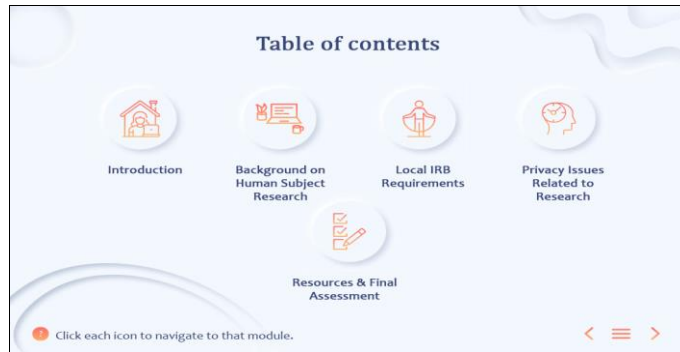 Table of contents
Introduction
Background on
Human Subject
Research
Local IRB
Requirements
Privacy Issues
Related to
Research
Resources & Final
Assessment
Click each icon to navigate to that module.